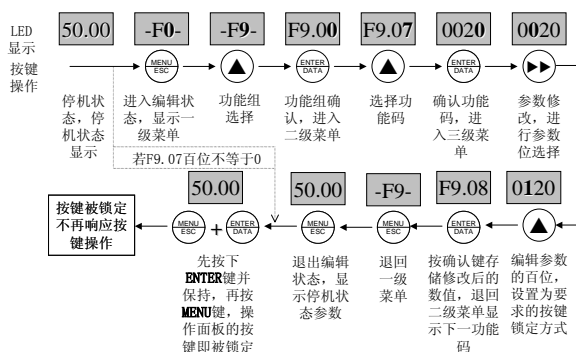 LED
显示
50.00
-F0-
-F9-
F9.00
F9.07
0020
0020
按键
操作
MENU
ESC
ENTER
DATA
ENTER
DATA
停机状
态，停
机状态
显示
进入编辑状
态，显示一
级菜单
功能组
选择
功能组确
认，进入
二级菜单
选择功
能码
确认功能
码，进入
三级菜
单
参数修
改，进
行参数
位选择
若F9.07百位不等于0
50.00
50.00
-F9-
F9.08
0120
按键被锁定
不再响应按
键操作
MENU
ESC
+
ENTER
DATA
MENU
ESC
MENU
ESC
ENTER
DATA
先按下
ENTER键并
保持，再按
MENU键，操
作面板的按
键即被锁定
退出编辑
状态，显
示停机状
态参数
退回
一级
菜单
按确认键存
储修改后的
数值，退回
二级菜单显
示下一功能
码
编辑参数
的百位，
设置为要
求的按键
锁定方式